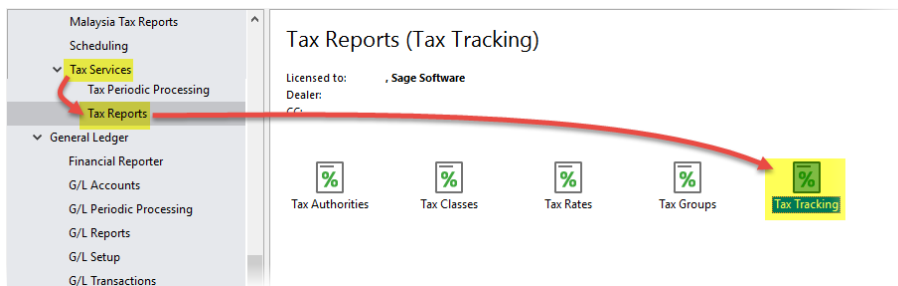 Malaysia Tax Reports
Scheduling
Tax Services
Tax Periodic Processing
Tax Reports
General Ledger
Financial Reporter
G/L Accounts
G/L Periodic Processing
G/L Reports
G/L Setup
G/L Transactions
Tax Reports (Tax Tracking)
Licensed to: , Sage Software
Dealer:
% % % % %
Tax Authorities Tax Classes Tax Rates Tax Groups Tax Tracking